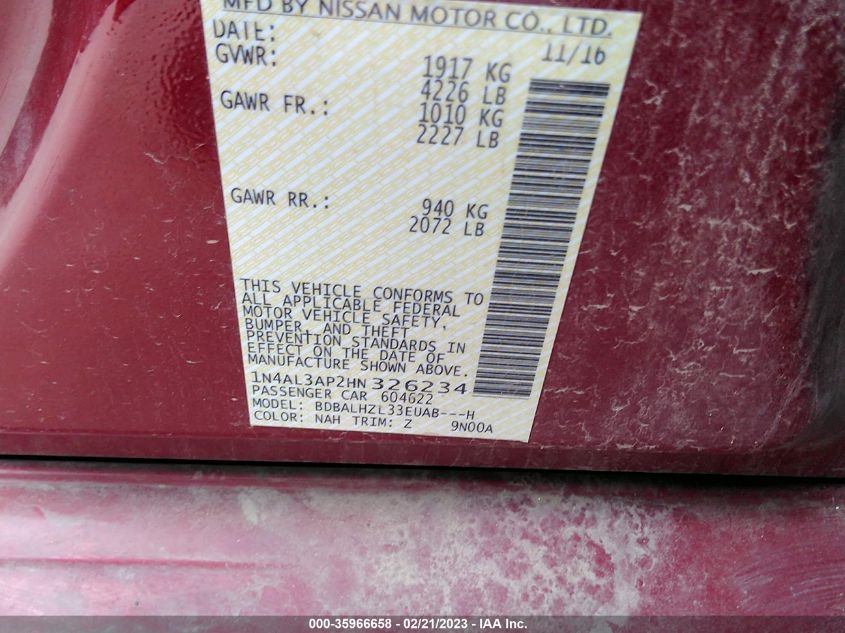 MFD BY NISSAN MOTOR CO., LTD.
DATE: 11/16
GVWR: 1917 KG
4226 LB
GAWR FR.: 1010 KG
2227 LB
GAWR RR.: 940 KG
2072 LB
THIS VEHICLE CONFORMS TO
ALL APPLICABLE FEDERAL
MOTOR VEHICLE SAFETY,
BUMPER, AND THEFT
PREVENTION STANDARDS IN
EFFECT ON THE DATE OF
MANUFACTURE SHOWN ABOVE.
1N4AL3AP2HN326234
PASSENGER CAR 604622
MODEL: BDBALHZL33EUAB---H
COLOR: NAH TRIM: Z 9N00A
000-35966658 - 02/21/2023 - IAA Inc.